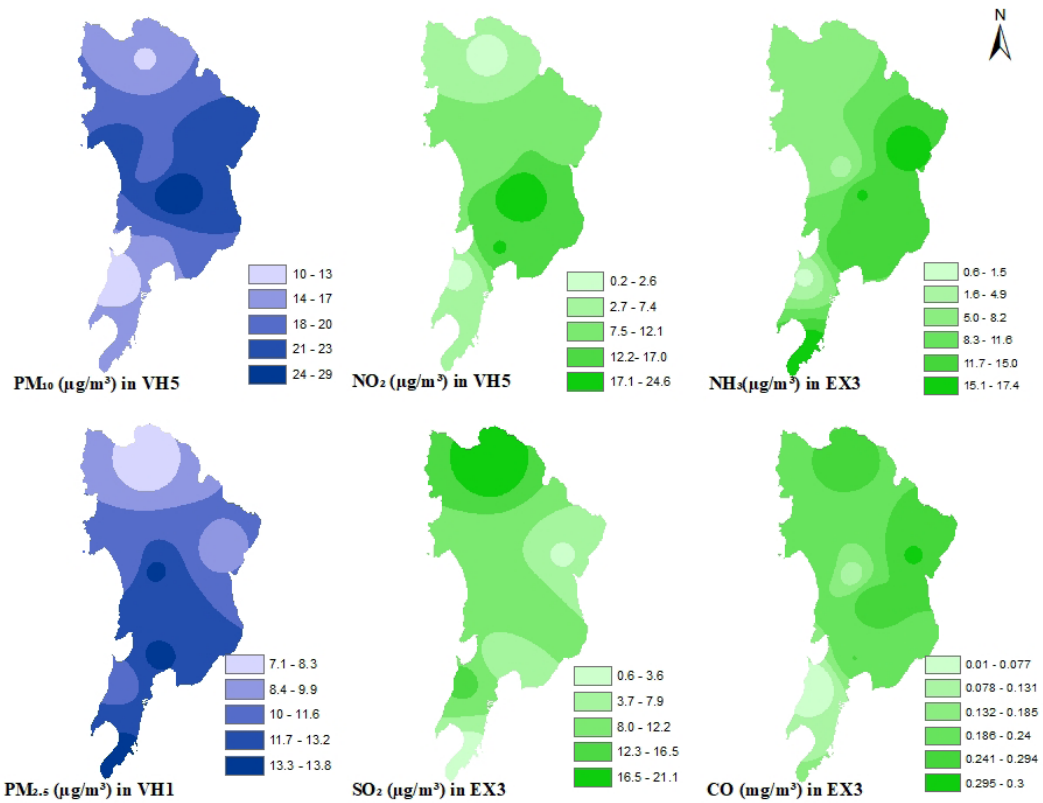 N
10 - 13
14 - 17
18 - 20
21 - 23
24 - 29
PM₁₀ (µg/m³) in VH5
0.2 - 2.6
2.7 - 7.4
7.5 - 12.1
12.2- 17.0
17.1 - 24.6
NO₂ (µg/m³) in VH5
0.6 - 1.5
1.6 - 4.9
5.0 - 8.2
8.3 - 11.6
11.7 - 15.0
15.1 - 17.4
NH₃(µg/m³) in EX3
7.1 - 8.3
8.4 - 9.9
10 - 11.6
11.7 - 13.2
13.3 - 13.8
PM₂.₅ (µg/m³) in VH1
0.6 - 3.6
3.7 - 7.9
8.0 - 12.2
12.3 - 16.5
16.5 - 21.1
SO₂ (µg/m³) in EX3
0.01 - 0.077
0.078 - 0.131
0.132 - 0.185
0.186 - 0.24
0.241 - 0.294
0.295 - 0.3
CO (mg/m³) in EX3